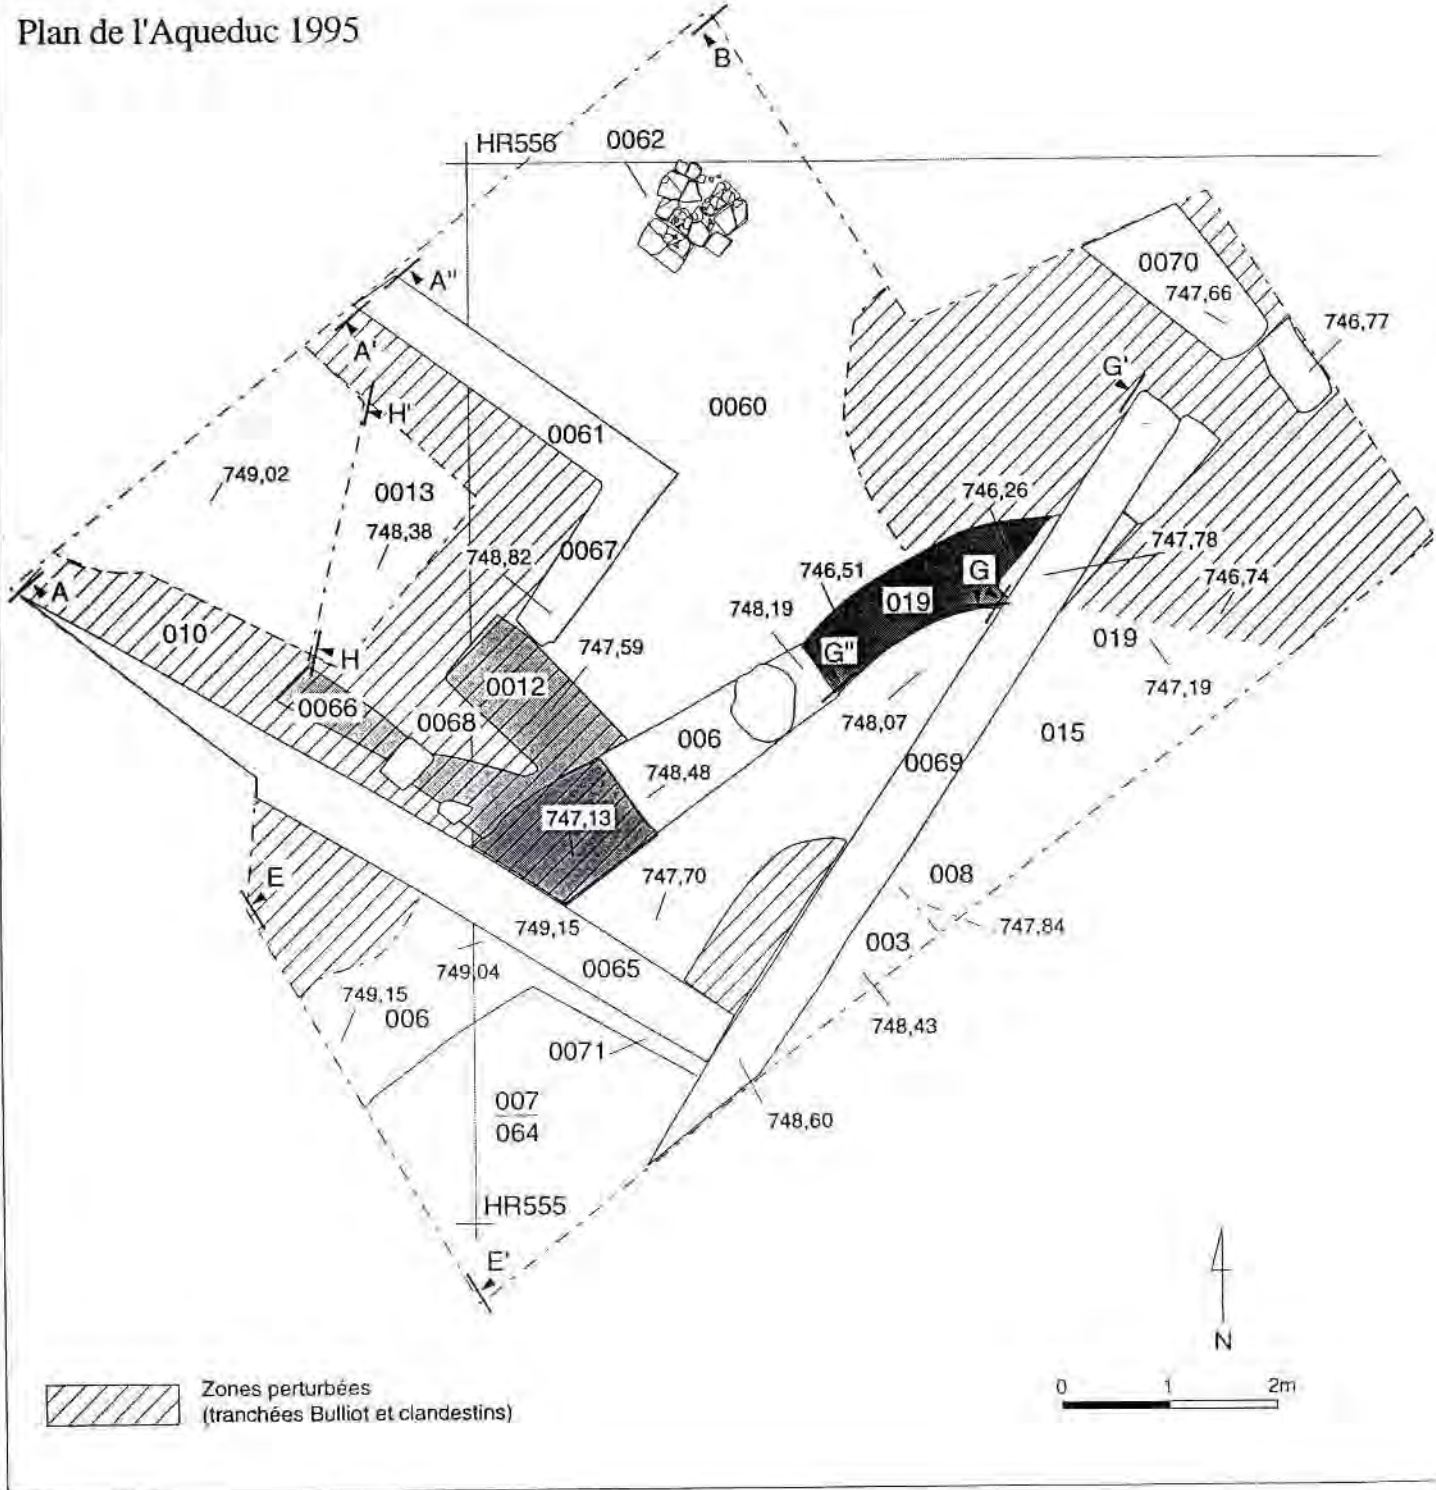 Plan de l'Aqueduc 1995
B
HR556
0062
A"
0070
747,66
746,77
A'
G'
H'
0060
0061
749,02
0013
746,26
748,38
748,82
0067
747,78
746,51
G
746,74
A
019
748,19
010
019
G"
747,59
H
0012
747,19
0066
0068
748,07
006
015
0069
748,48
747,13
008
E
747,70
749,15
747,84
003
0065
749,04
749,15
006
748,43
0071
007
064
748,60
HR555
E'
N
Zones perturbées
(tranchées Bulliot et clandestins)
0 1 2m